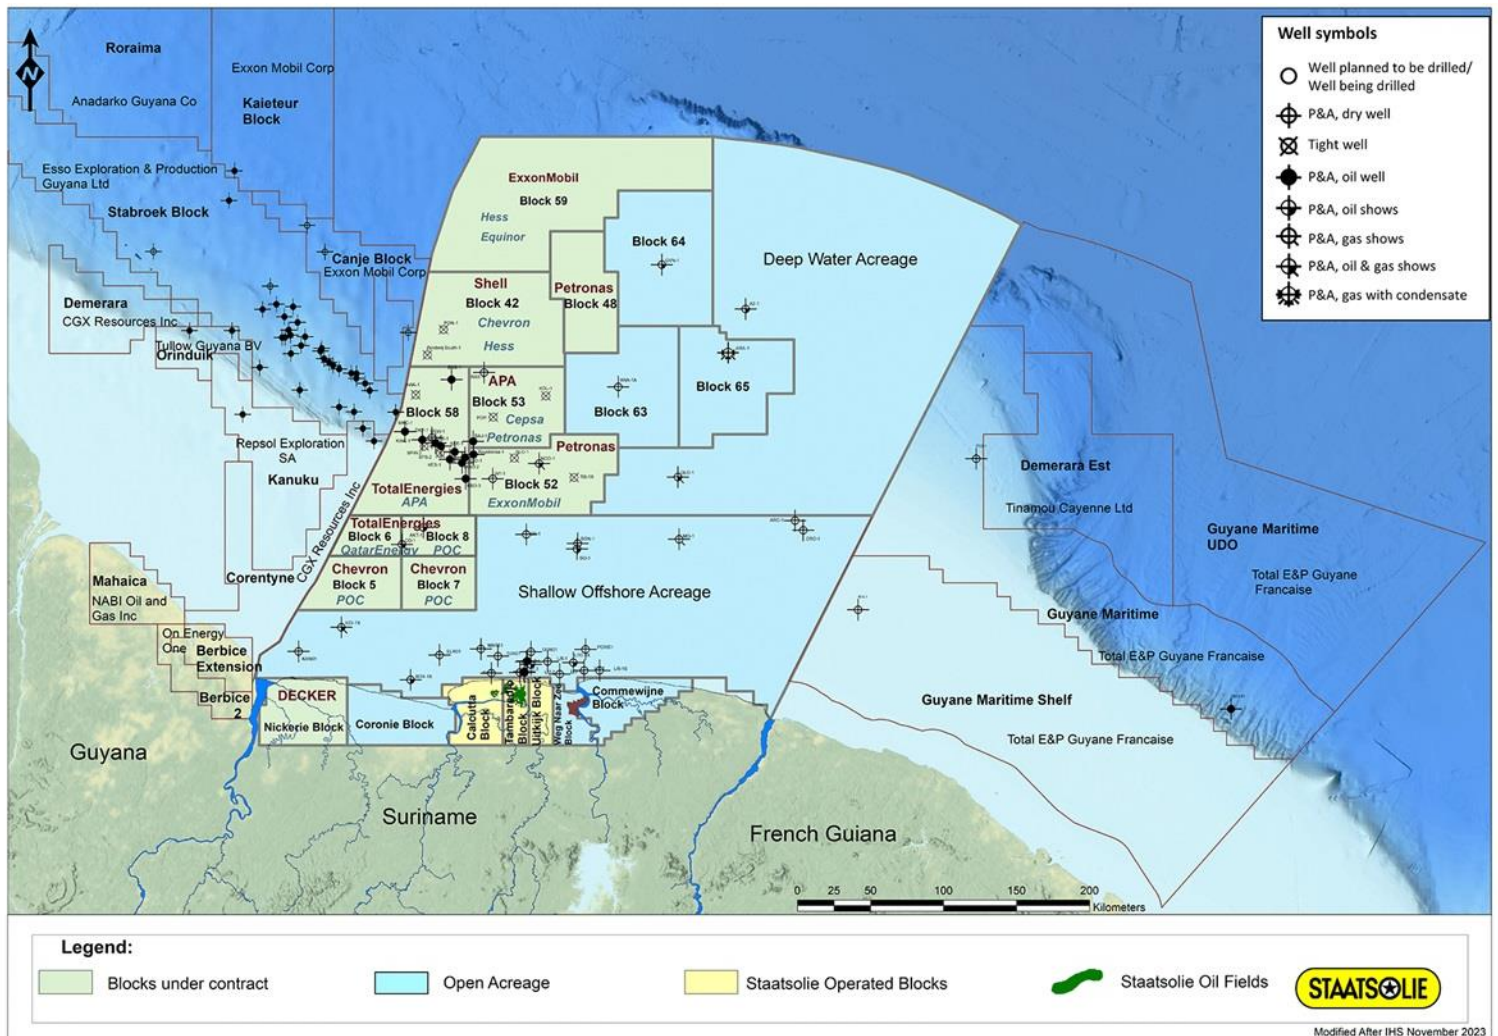 Roraima
Anadarko Guyana Co
Exxon Mobil Corp
Kaieteur
Block
Esso Exploration & Production
Guyana Ltd
Stabroek Block
Canje Block
Exxon Mobil Corp
Demerara
CGX Resources Inc
Tullow Guyana BV
Orinduik
Repsol Exploration
SA
Kanuku
CGX Resources Inc
Corentyne
Mahaica
NABI Oil and
Gas Inc
On Energy
One
Berbice
Extension
Berbice
2
N
ExxonMobil
Block 59
Hess
Equinor
Shell
Block 42
Chevron
Hess
Petronas
Block 48
Block 64
Deep Water Acreage
Block 58
APA
Block 53
Cepsa
Petronas
Block 63
Block 65
Petronas
Block 52
ExxonMobil
TotalEnergies
APA
TotalEnergies
Block 6
Block 8
QatarEnergy
POC
Chevron
Block 5
POC
Chevron
Block 7
POC
Shallow Offshore Acreage
DECKER
Nickerie Block
Coronie Block
Calcutta
Block
Tambaredjo
Block
Uitkijk Block
Weg Naar Zee
Block
Commewijne
Block
Guyana
Suriname
French Guiana
Demerara Est
Tinamou Cayenne Ltd
Guyane Maritime
UDO
Total E&P Guyane
Francaise
Guyane Maritime
Total E&P Guyane Francaise
Guyane Maritime Shelf
Total E&P Guyane Francaise
0 25 50 100 150 200
Kilometers
Well symbols
Well planned to be drilled/
Well being drilled
P&A, dry well
Tight well
P&A, oil well
P&A, oil shows
P&A, gas shows
P&A, oil & gas shows
P&A, gas with condensate
Legend:
Blocks under contract
Open Acreage
Staatsolie Operated Blocks
Staatsolie Oil Fields
STAATSOLIE
Modified After IHS November 2023